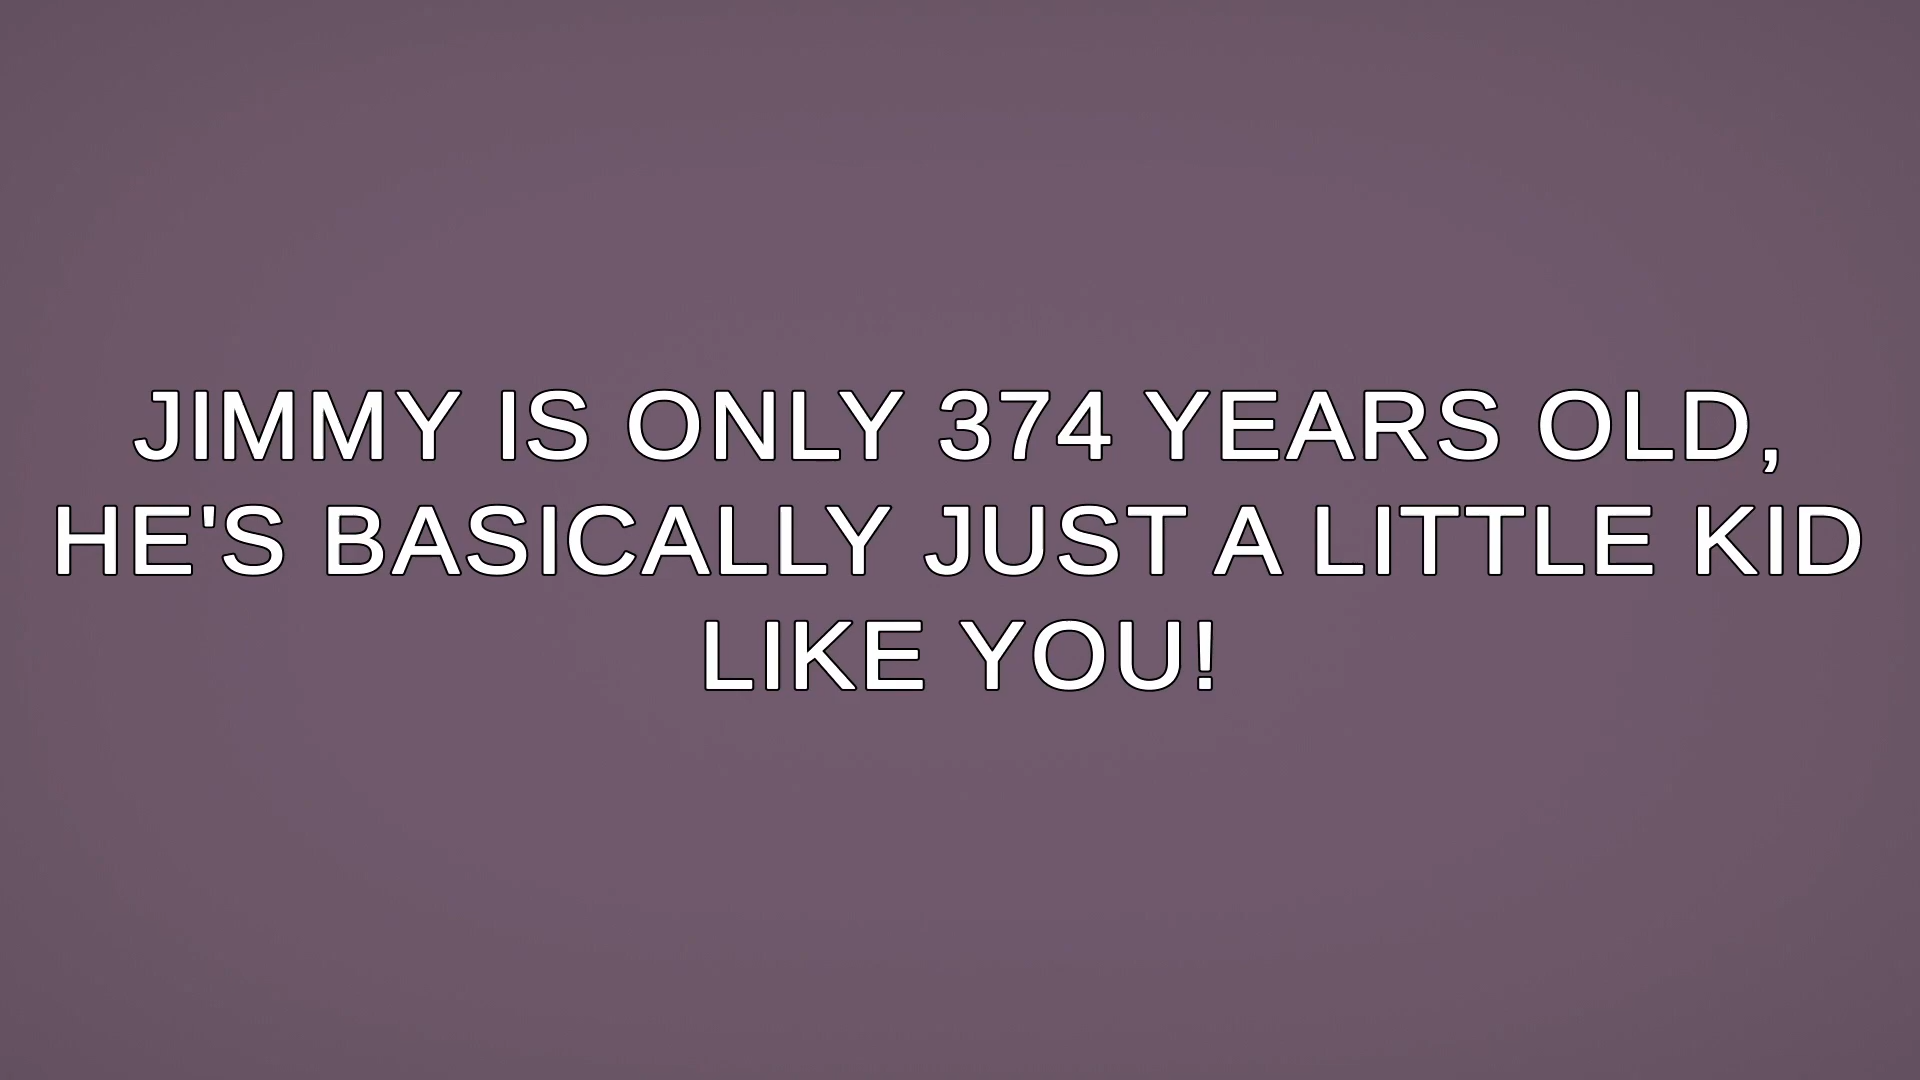 JIMMY IS ONLY 374 YEARS OLD,
HE'S BASICALLY JUST A LITTLE KID
LIKE YOU!